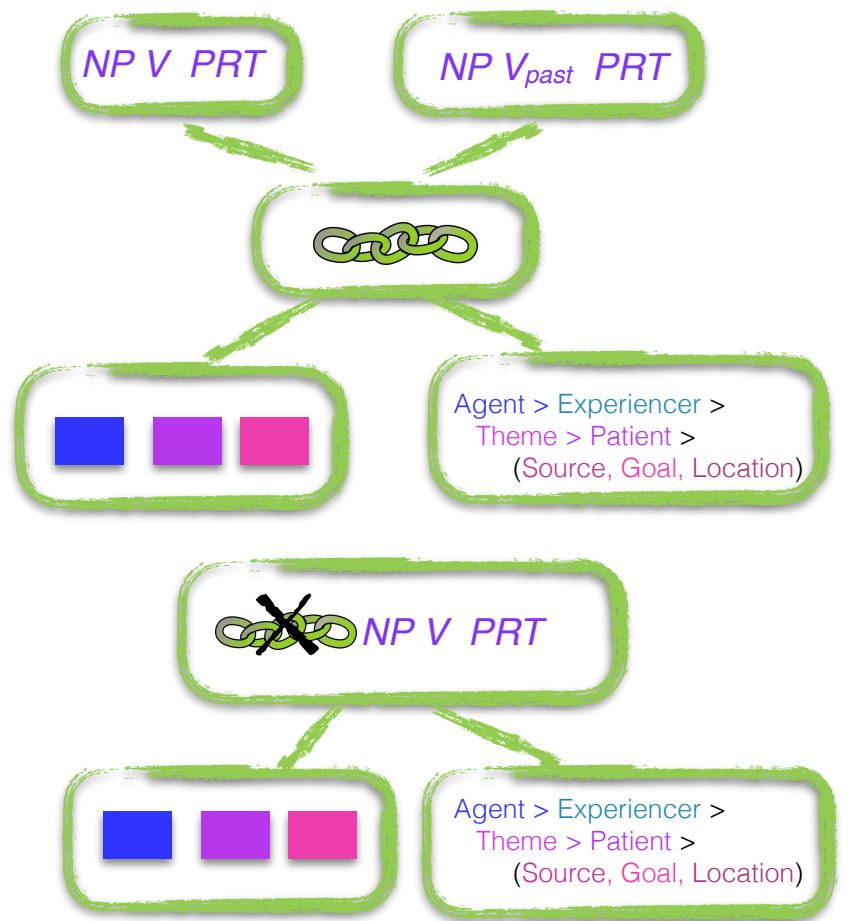 NP V PRT
NP Vpast PRT
Agent > Experiencer >
Theme > Patient >
(Source, Goal, Location)
NP V PRT
Agent > Experiencer >
Theme > Patient >
(Source, Goal, Location)